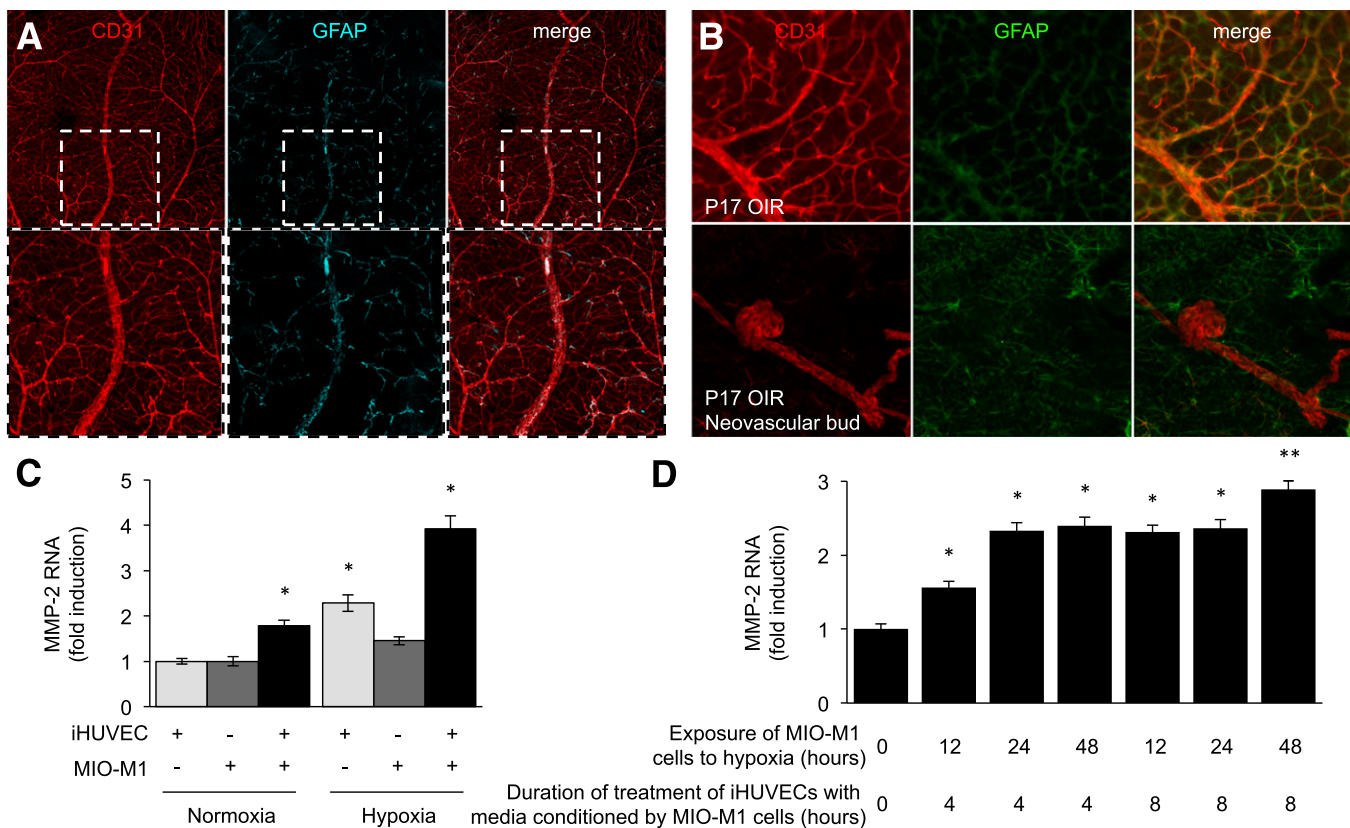 A
CD31
GFAP
merge
B
CD31
GFAP
merge
P17 OIR
P17 OIR
Neovascular bud
C
MMP-2 RNA
(fold induction)
5
4
3
2
1
0
*
*
*
iHUVEC + - + + - +
MIO-M1 - + + - + +
Normoxia
Hypoxia
D
MMP-2 RNA
(fold induction)
3
2
1
0
*
*
*
*
*
**
Exposure of MIO-M1
cells to hypoxia (hours)
0 12 24 48 12 24 48
Duration of treatment of iHUVECs with
media conditioned by MIO-M1 cells (hours)
0 4 4 4 8 8 8